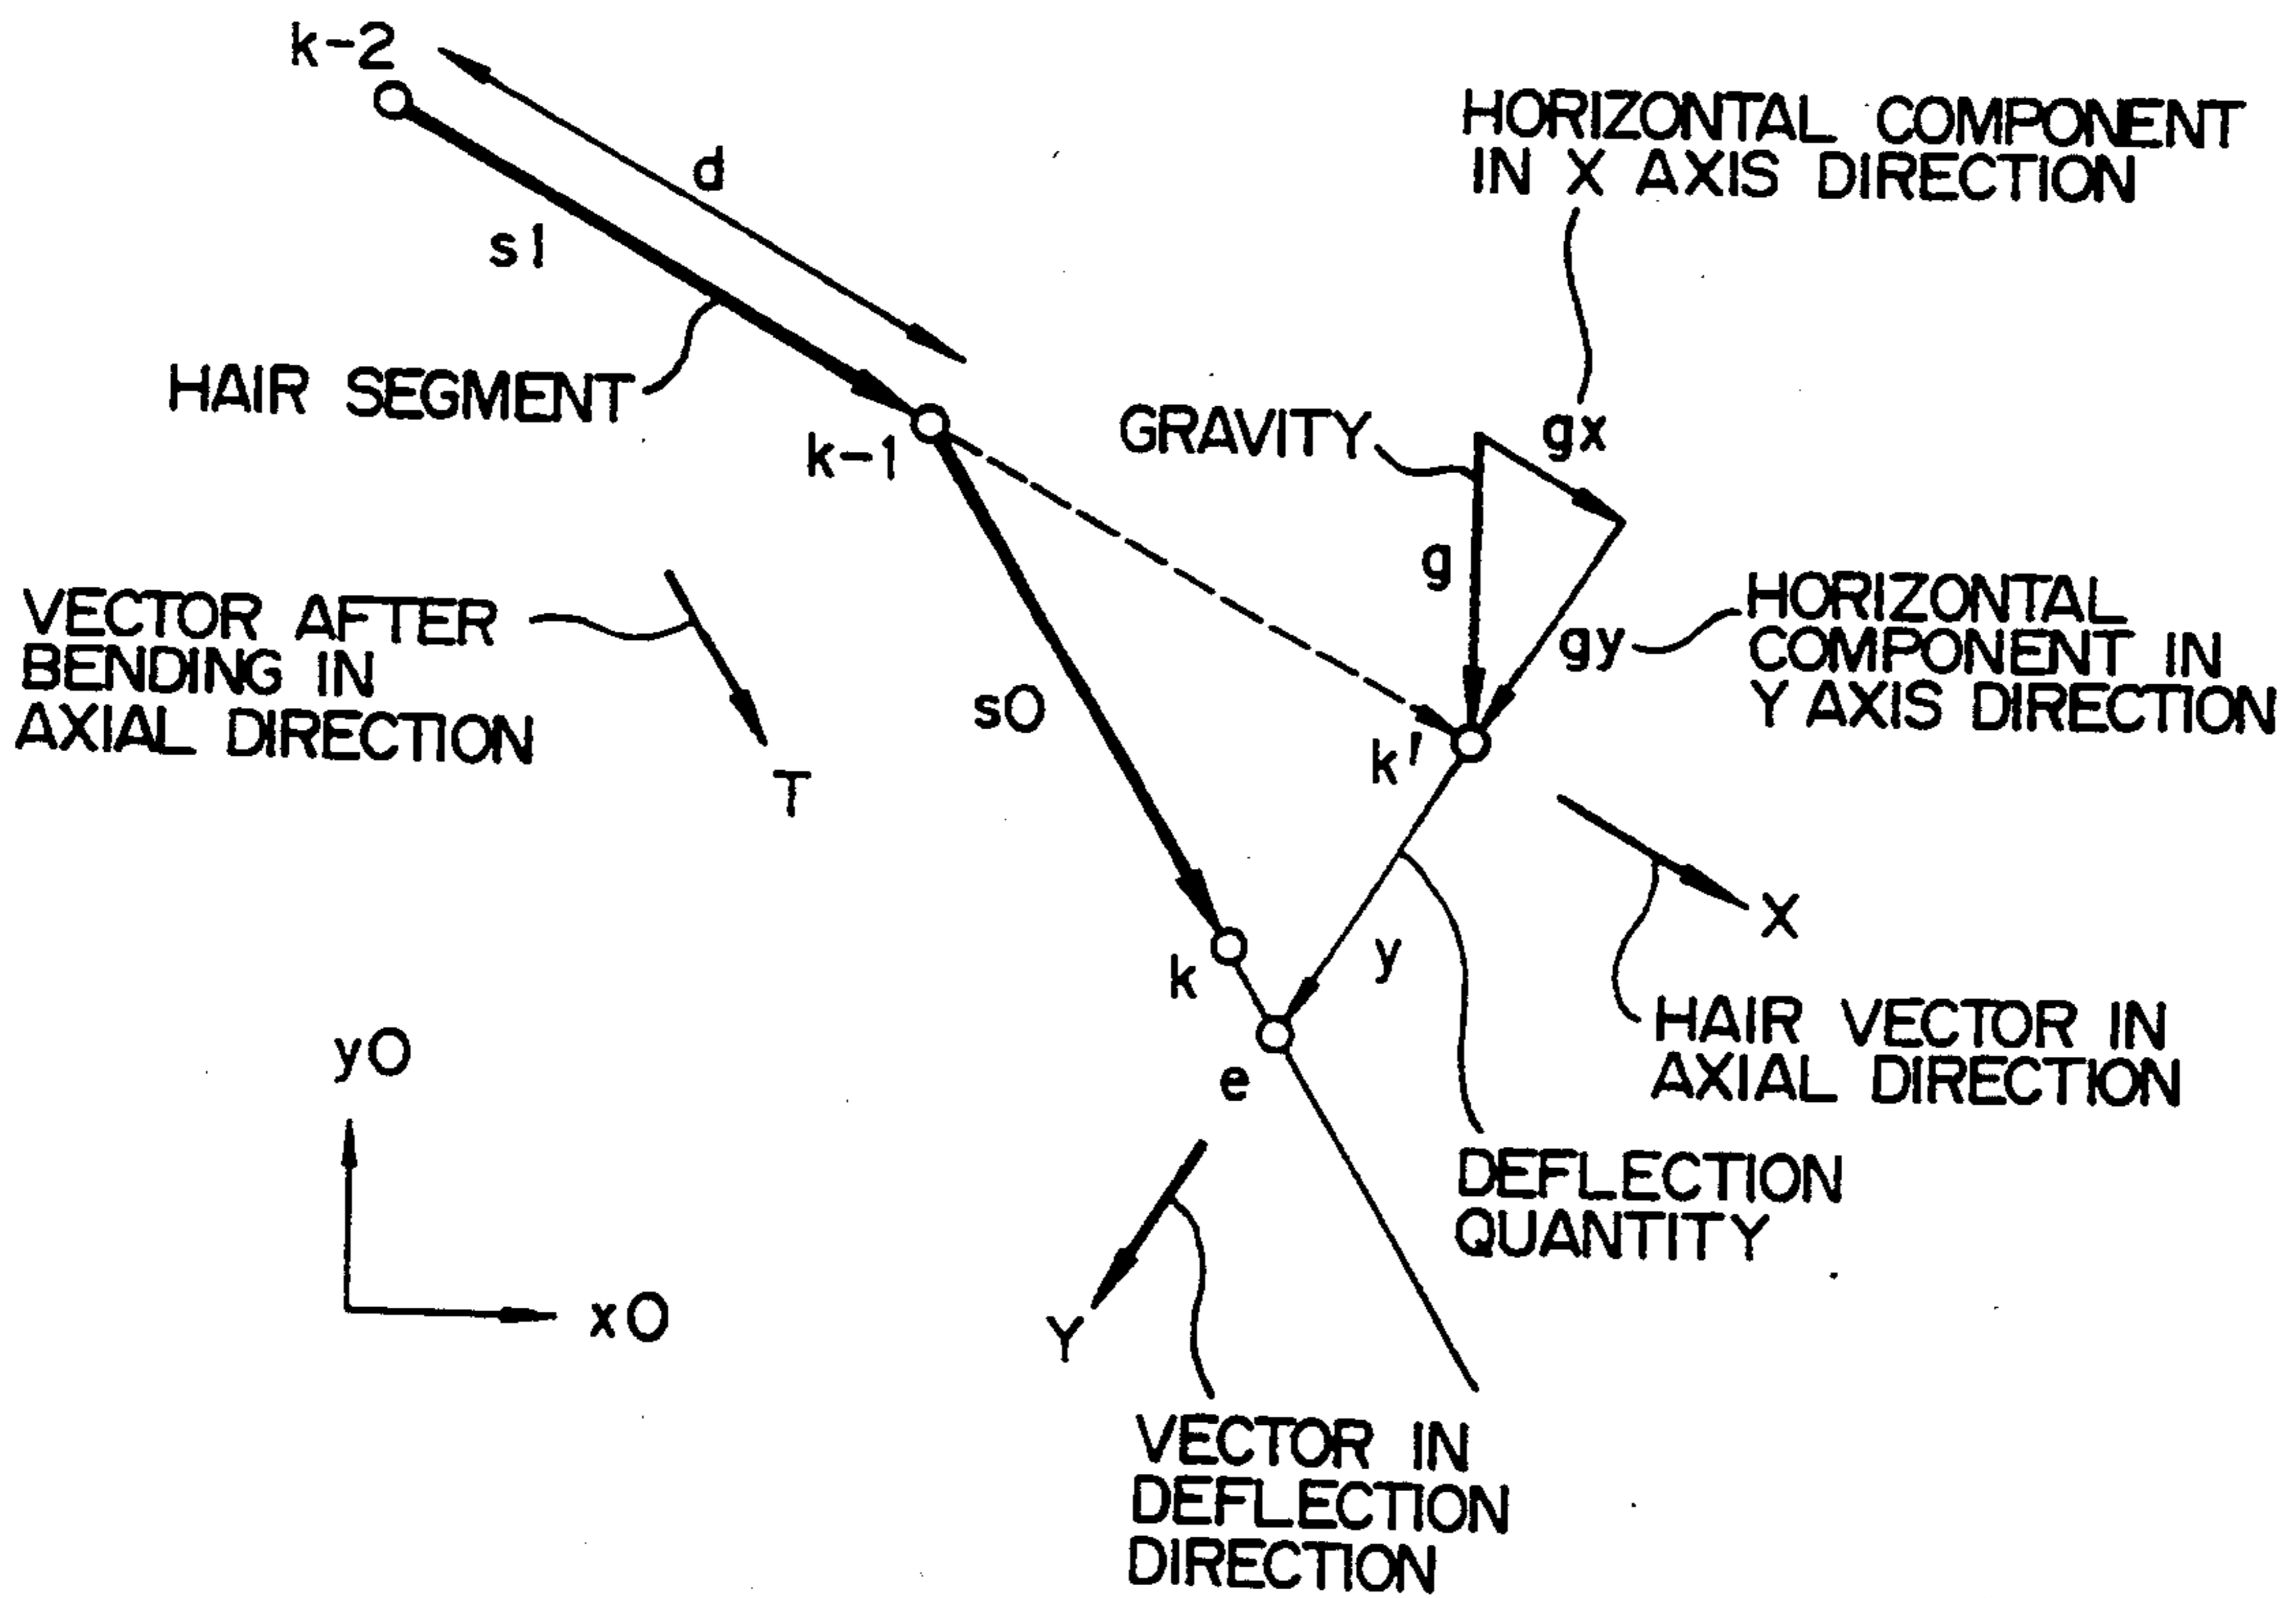 k-2
d
s1
HAIR SEGMENT
k-1
HORIZONTAL COMPONENT
IN X AXIS DIRECTION
GRAVITY
gx
g
gy
HORIZONTAL
COMPONENT IN
Y AXIS DIRECTION
VECTOR AFTER
BENDING IN
AXIAL DIRECTION
T
s0
k'
X
HAIR VECTOR IN
AXIAL DIRECTION
k
y
e
DEFLECTION
QUANTITY
y0
x0
Y
VECTOR IN
DEFLECTION
DIRECTION